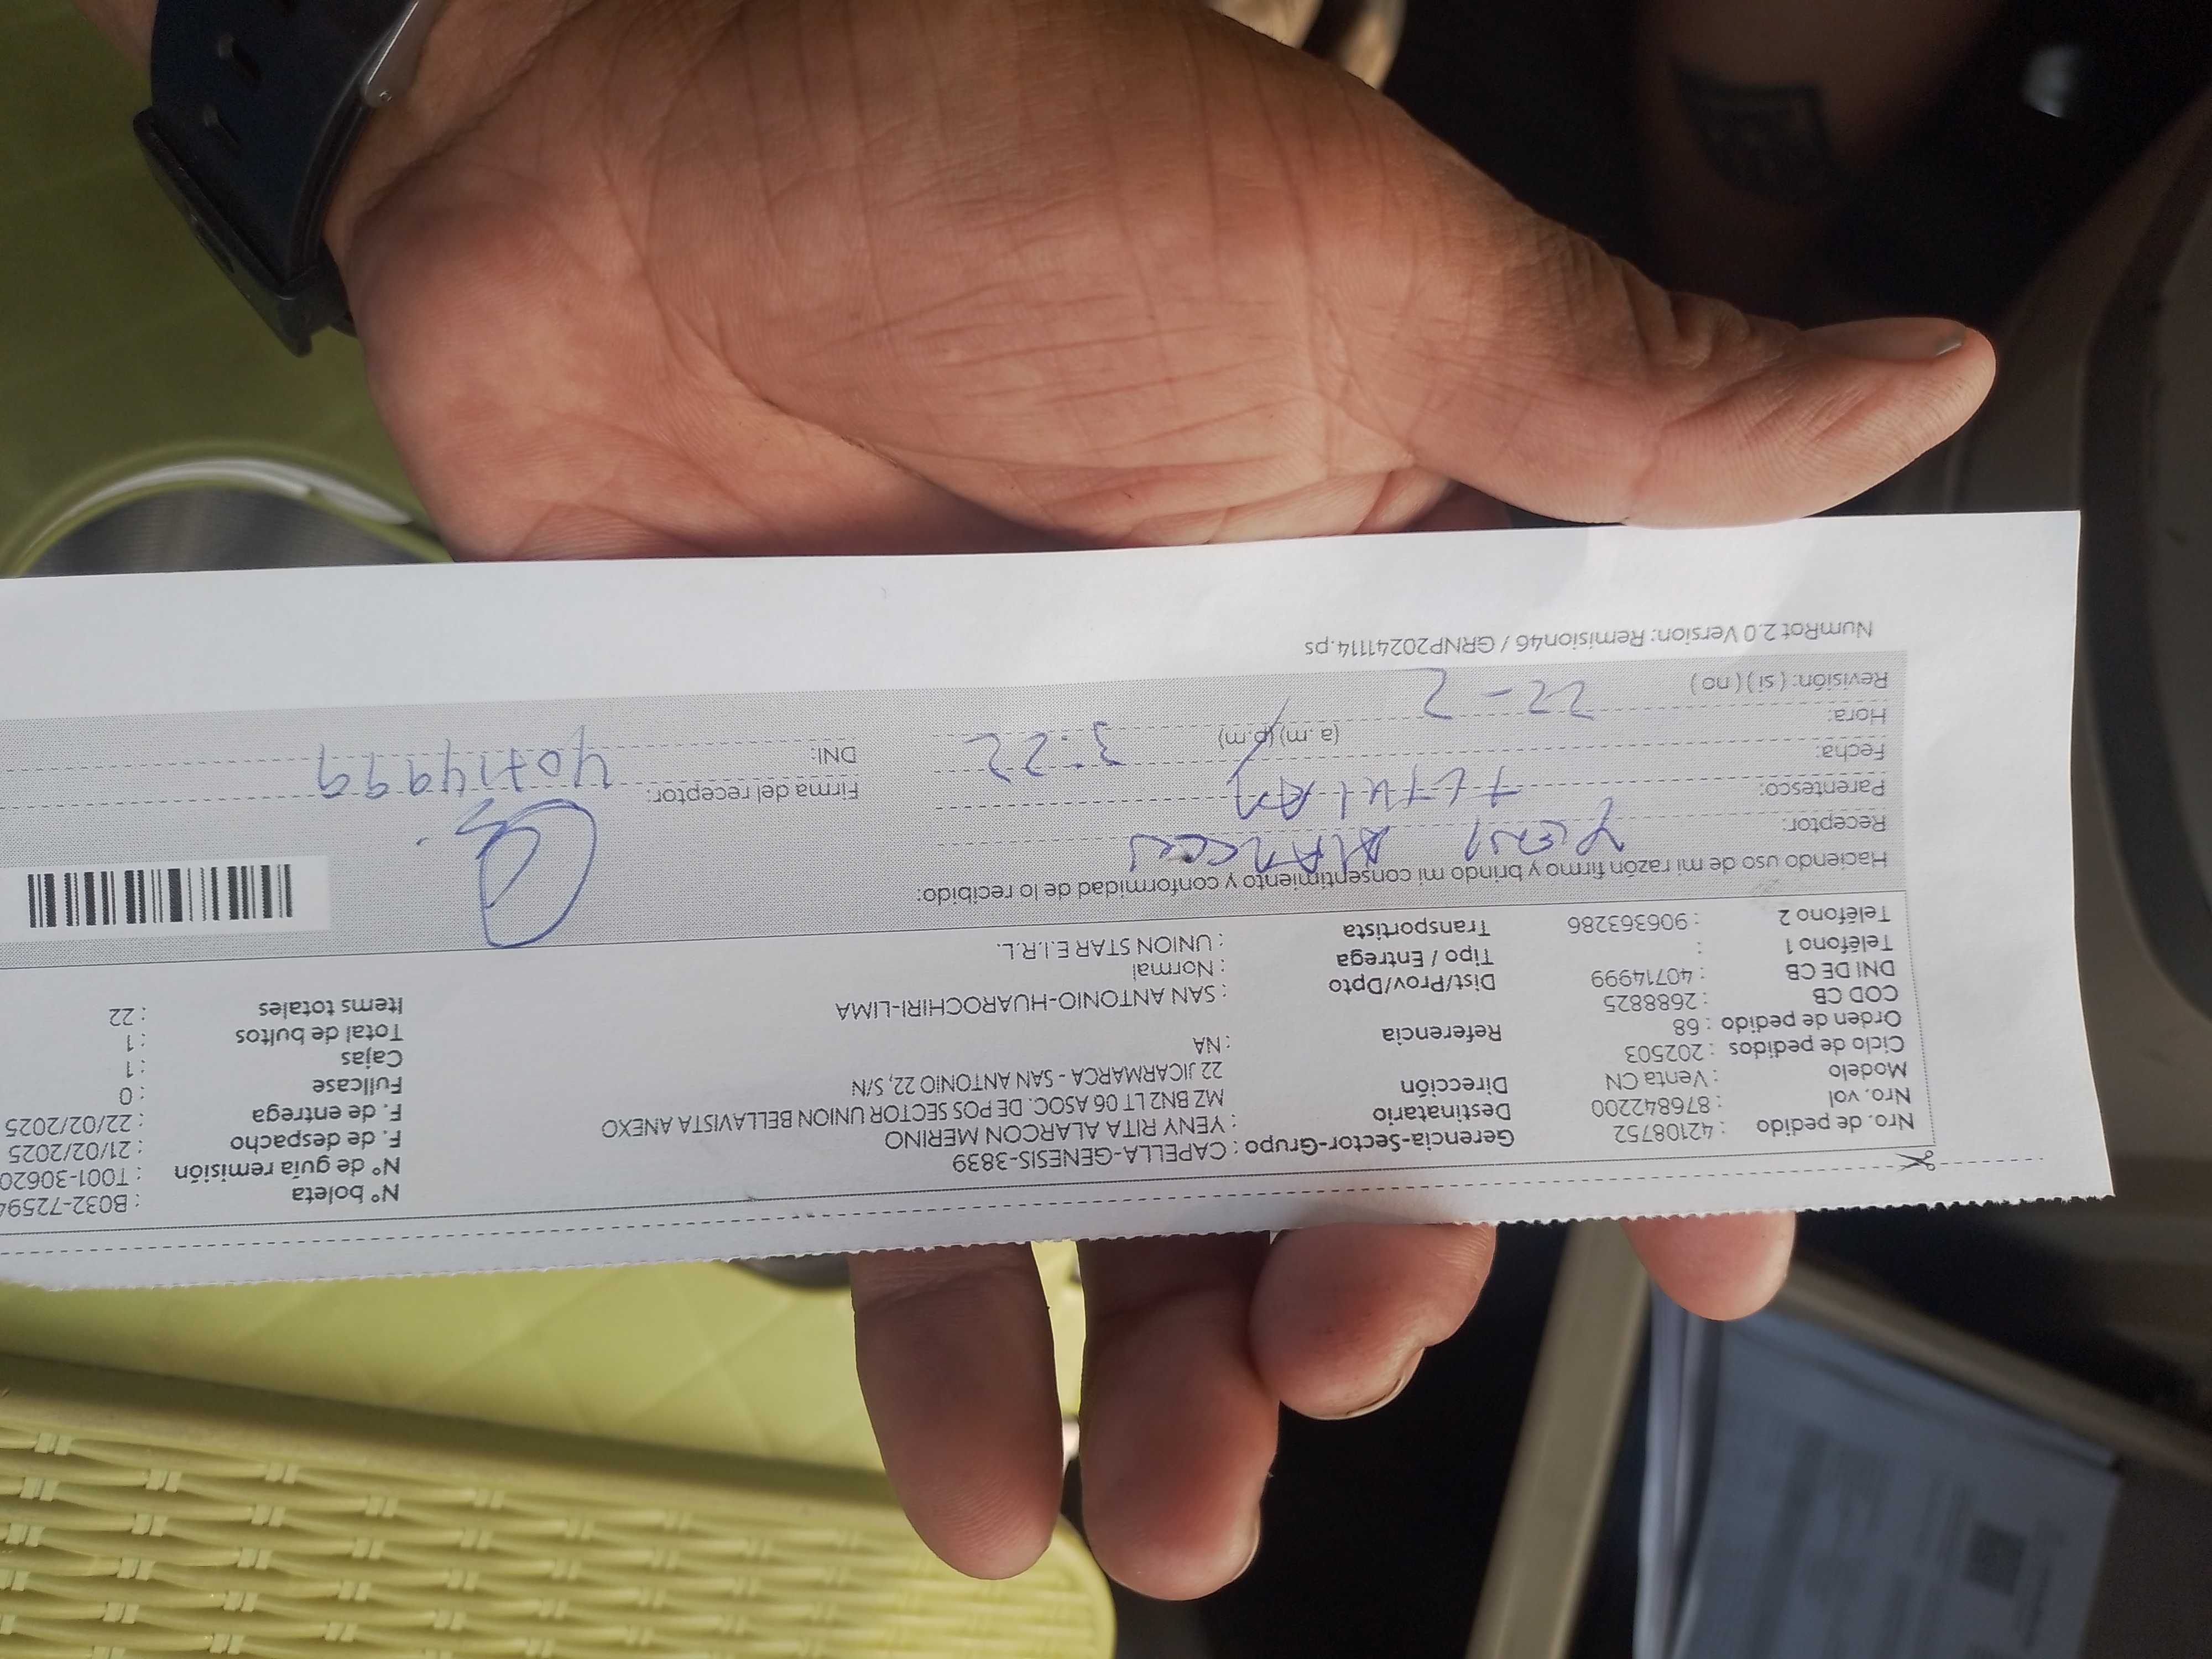 Nro. de pedido : 42108752 Gerencia-Sector-Grupo : CAPELLA-GENESIS-3839 N° boleta : B032-72594
Nro. vol : 876842200 Destinatario : YENY RITA ALARCON MERINO N° de guía remisión : T001-30620
Modelo : Venta CN Dirección MZ BN2 LT 06 ASOC. DE POS SECTOR UNION BELLAVISTA ANEXO F. de despacho : 21/02/2025
Ciclo de pedidos : 202503 22 JICARMARCA - SAN ANTONIO 22, S/N F. de entrega : 22/02/2025
Orden de pedido : 68 Referencia : NA Fullcase : 0
COD CB : 2688825 Cajas : 1
DNI DE CB : 40714999 Dist/Prov/Dpto : SAN ANTONIO-HUAROCHIRI-LIMA Total de bultos : 1
Teléfono 1 : Tipo / Entrega : Normal Items totales : 22
Teléfono 2 : 906363286 Transportista : UNION STAR E.I.R.L.
Haciendo uso de mi razón firmo y brindo mi consentimiento y conformidad de lo recibido:
Receptor:
Parentesco: Firma del receptor:
Fecha: 3:22 DNI: 40714999
Hora: (a. m) (p.m)
Revisión: ( si ) ( no ) 22-2
NumRot 2.0 Version: Remision46 / GRNP20241114.ps